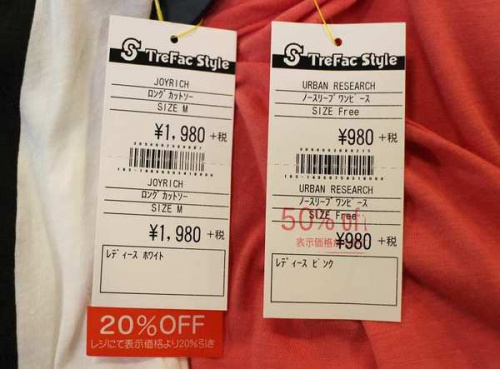 TreFac Style
JOYRICH
ロングカットソー
SIZE M
¥1,980 +税
JOYRICH
ロングカットソー
SIZE M
¥1,980 +税
レディース ホワイト
20%OFF
レジにて表示価格より20%引き
TreFac Style
URBAN RESEARCH
ノースリーブワンピース
SIZE Free
¥980 +税
URBAN RESEARCH
ノースリーブワンピース
SIZE Free
50% off
表示価格か
¥980 +税
レディース ピンク